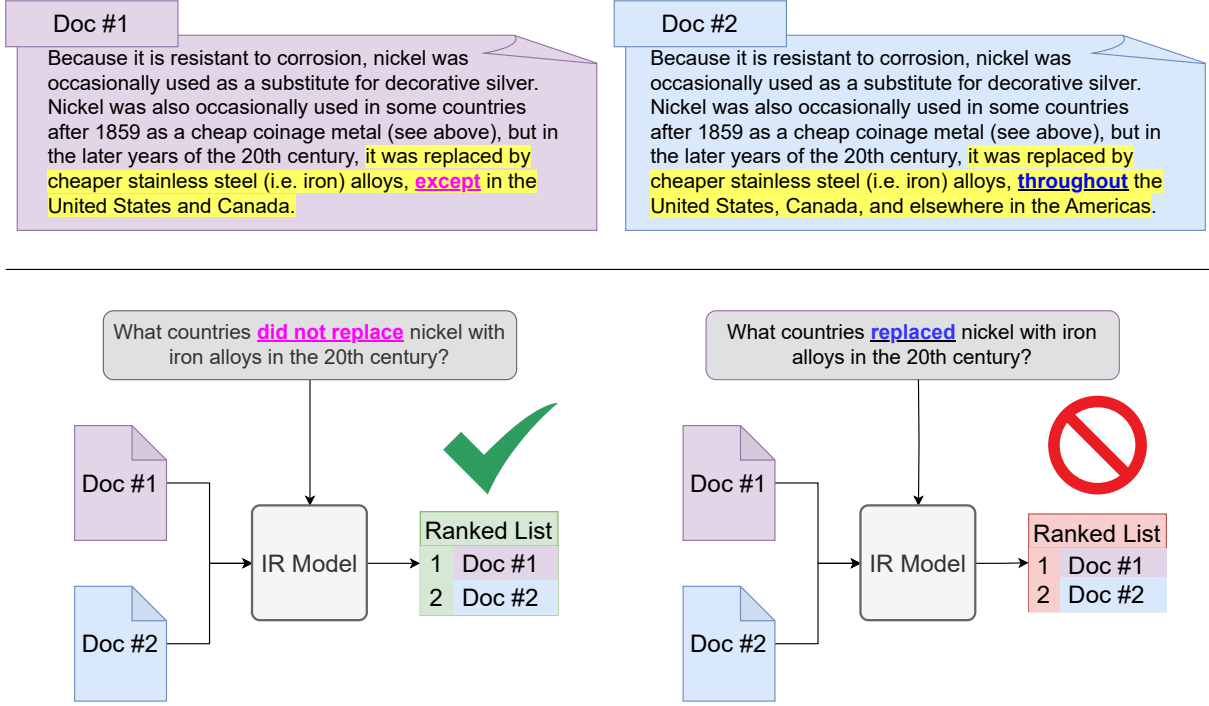 Doc #1
Because it is resistant to corrosion, nickel was
occasionally used as a substitute for decorative silver.
Nickel was also occasionally used in some countries
after 1859 as a cheap coinage metal (see above), but in
the later years of the 20th century, it was replaced by
cheaper stainless steel (i.e. iron) alloys, except in the
United States and Canada.
Doc #2
Because it is resistant to corrosion, nickel was
occasionally used as a substitute for decorative silver.
Nickel was also occasionally used in some countries
after 1859 as a cheap coinage metal (see above), but in
the later years of the 20th century, it was replaced by
cheaper stainless steel (i.e. iron) alloys, throughout the
United States, Canada, and elsewhere in the Americas.
What countries did not replace nickel with
iron alloys in the 20th century?
Doc #1
Doc #2
IR Model
Ranked List
1 Doc #1
2 Doc #2
What countries replaced nickel with iron
alloys in the 20th century?
Doc #1
Doc #2
IR Model
Ranked List
1 Doc #1
2 Doc #2